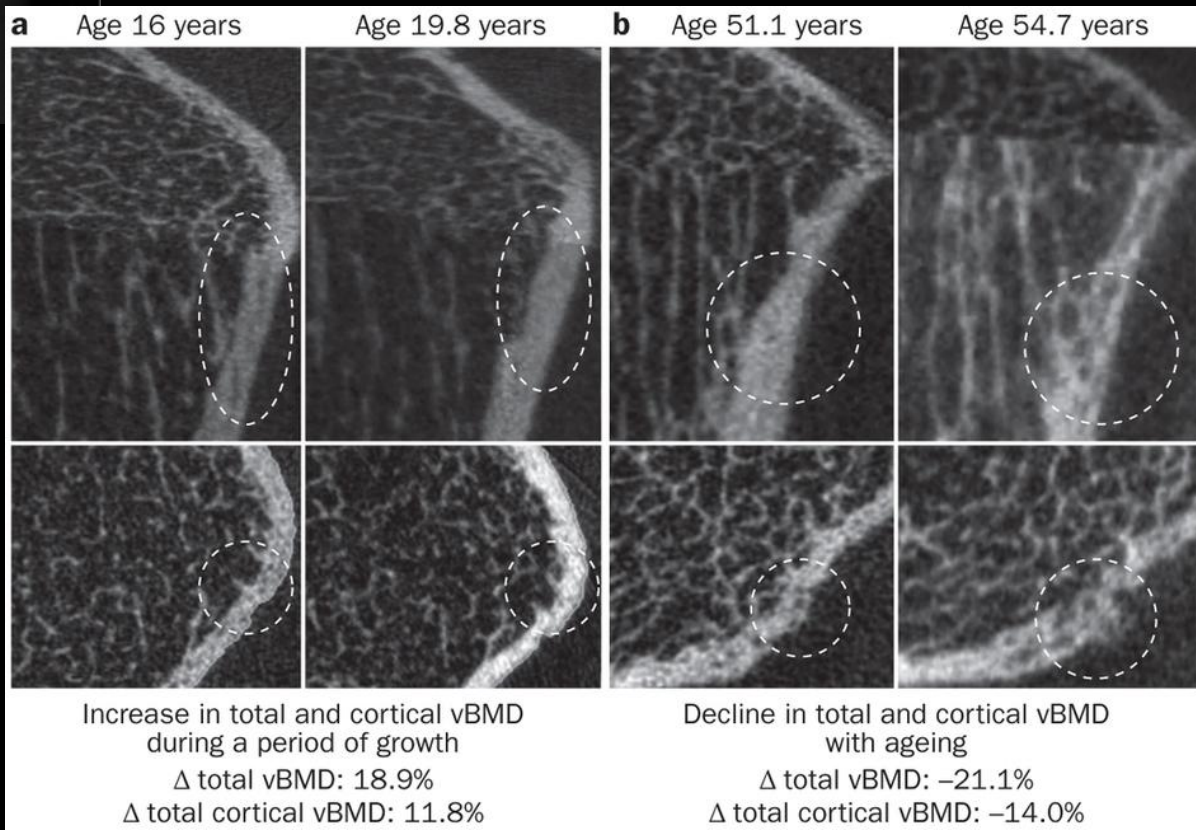 a Age 16 years Age 19.8 years b Age 51.1 years Age 54.7 years
Increase in total and cortical vBMD
during a period of growth
Δ total vBMD: 18.9%
Δ total cortical vBMD: 11.8%
Decline in total and cortical vBMD
with ageing
Δ total vBMD: –21.1%
Δ total cortical vBMD: –14.0%